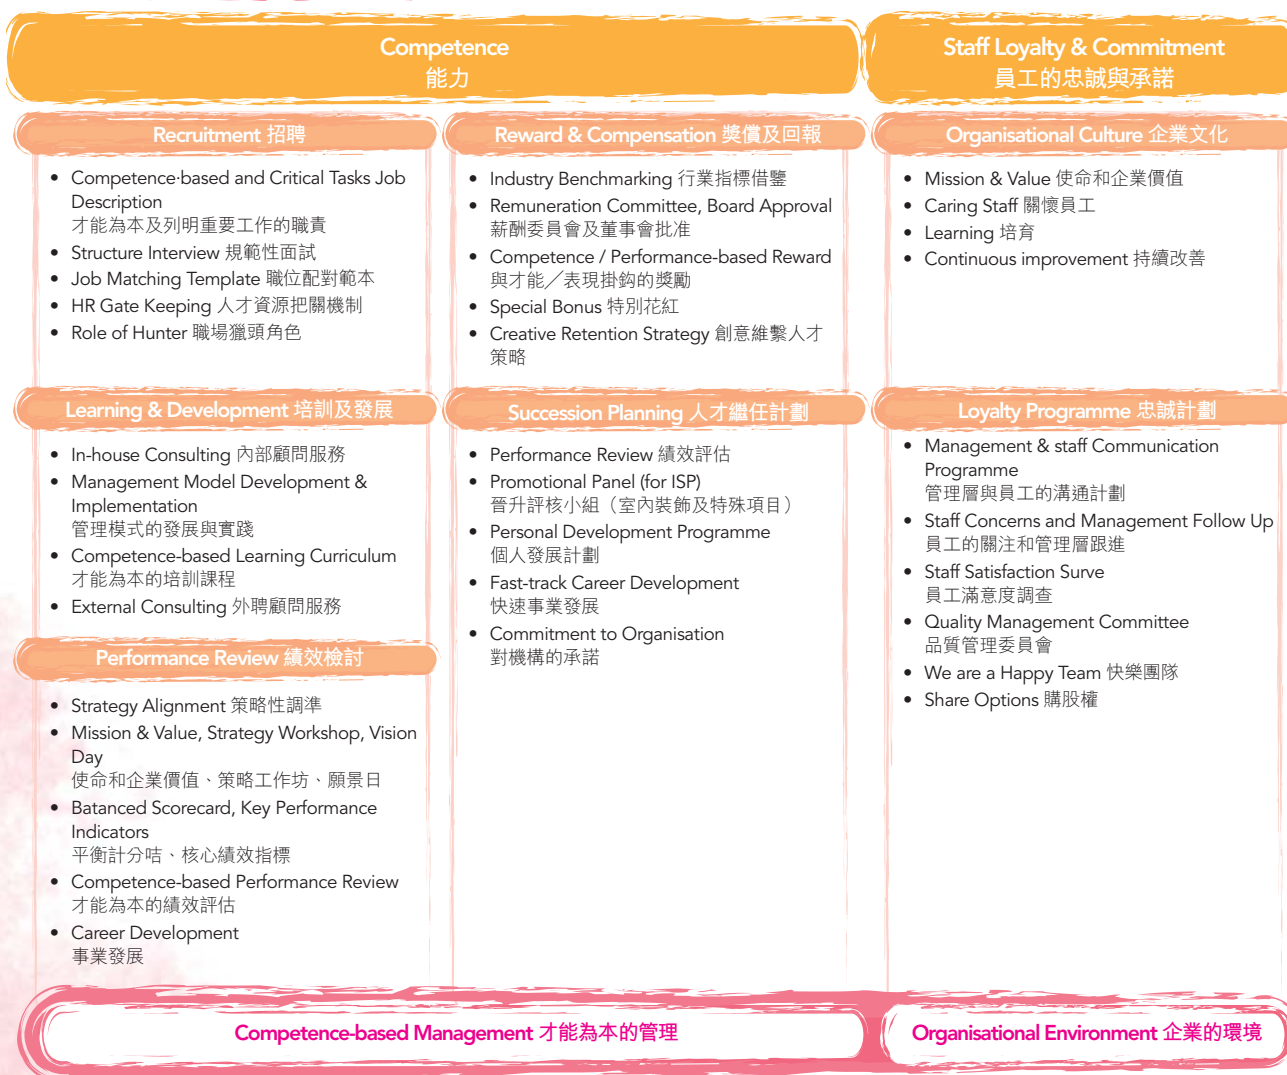 Competence
能力
Staff Loyalty & Commitment
員工的忠誠與承諾
Recruitment 招聘
• Competence·based and Critical Tasks Job
Description
才能為本及列明重要工作的職責
• Structure Interview 規範性面試
• Job Matching Template 職位配對範本
• HR Gate Keeping 人才資源把關機制
• Role of Hunter 職場獵頭角色
Reward & Compensation 獎償及回報
• Industry Benchmarking 行業指標借鑒
• Remuneration Committee, Board Approval
薪酬委員會及董事會批准
• Competence / Performance-based Reward
與才能／表現掛鈎的獎勵
• Special Bonus 特別花紅
• Creative Retention Strategy 創意維繫人才
策略
Organisational Culture 企業文化
• Mission & Value 使命和企業價值
• Caring Staff 關懷員工
• Learning 培育
• Continuous improvement 持續改善
Learning & Development 培訓及發展
• In-house Consulting 內部顧問服務
• Management Model Development &
Implementation
管理模式的發展與實踐
• Competence-based Learning Curriculum
才能為本的培訓課程
• External Consulting 外聘顧問服務
Performance Review 績效檢討
• Strategy Alignment 策略性調準
• Mission & Value, Strategy Workshop, Vision
Day
使命和企業價值、策略工作坊、願景日
• Batanced Scorecard, Key Performance
Indicators
平衡計分咭、核心績效指標
• Competence-based Performance Review
才能為本的績效評估
• Career Development
事業發展
Succession Planning 人才繼任計劃
• Performance Review 績效評估
• Promotional Panel (for ISP)
晉升評核小組（室內裝飾及特殊項目）
• Personal Development Programme
個人發展計劃
• Fast-track Career Development
快速事業發展
• Commitment to Organisation
對機構的承諾
Loyalty Programme 忠誠計劃
• Management & staff Communication
Programme
管理層與員工的溝通計劃
• Staff Concerns and Management Follow Up
員工的關注和管理層跟進
• Staff Satisfaction Surve
員工滿意度調查
• Quality Management Committee
品質管理委員會
• We are a Happy Team 快樂團隊
• Share Options 購股權
Competence-based Management 才能為本的管理
Organisational Environment 企業的環境